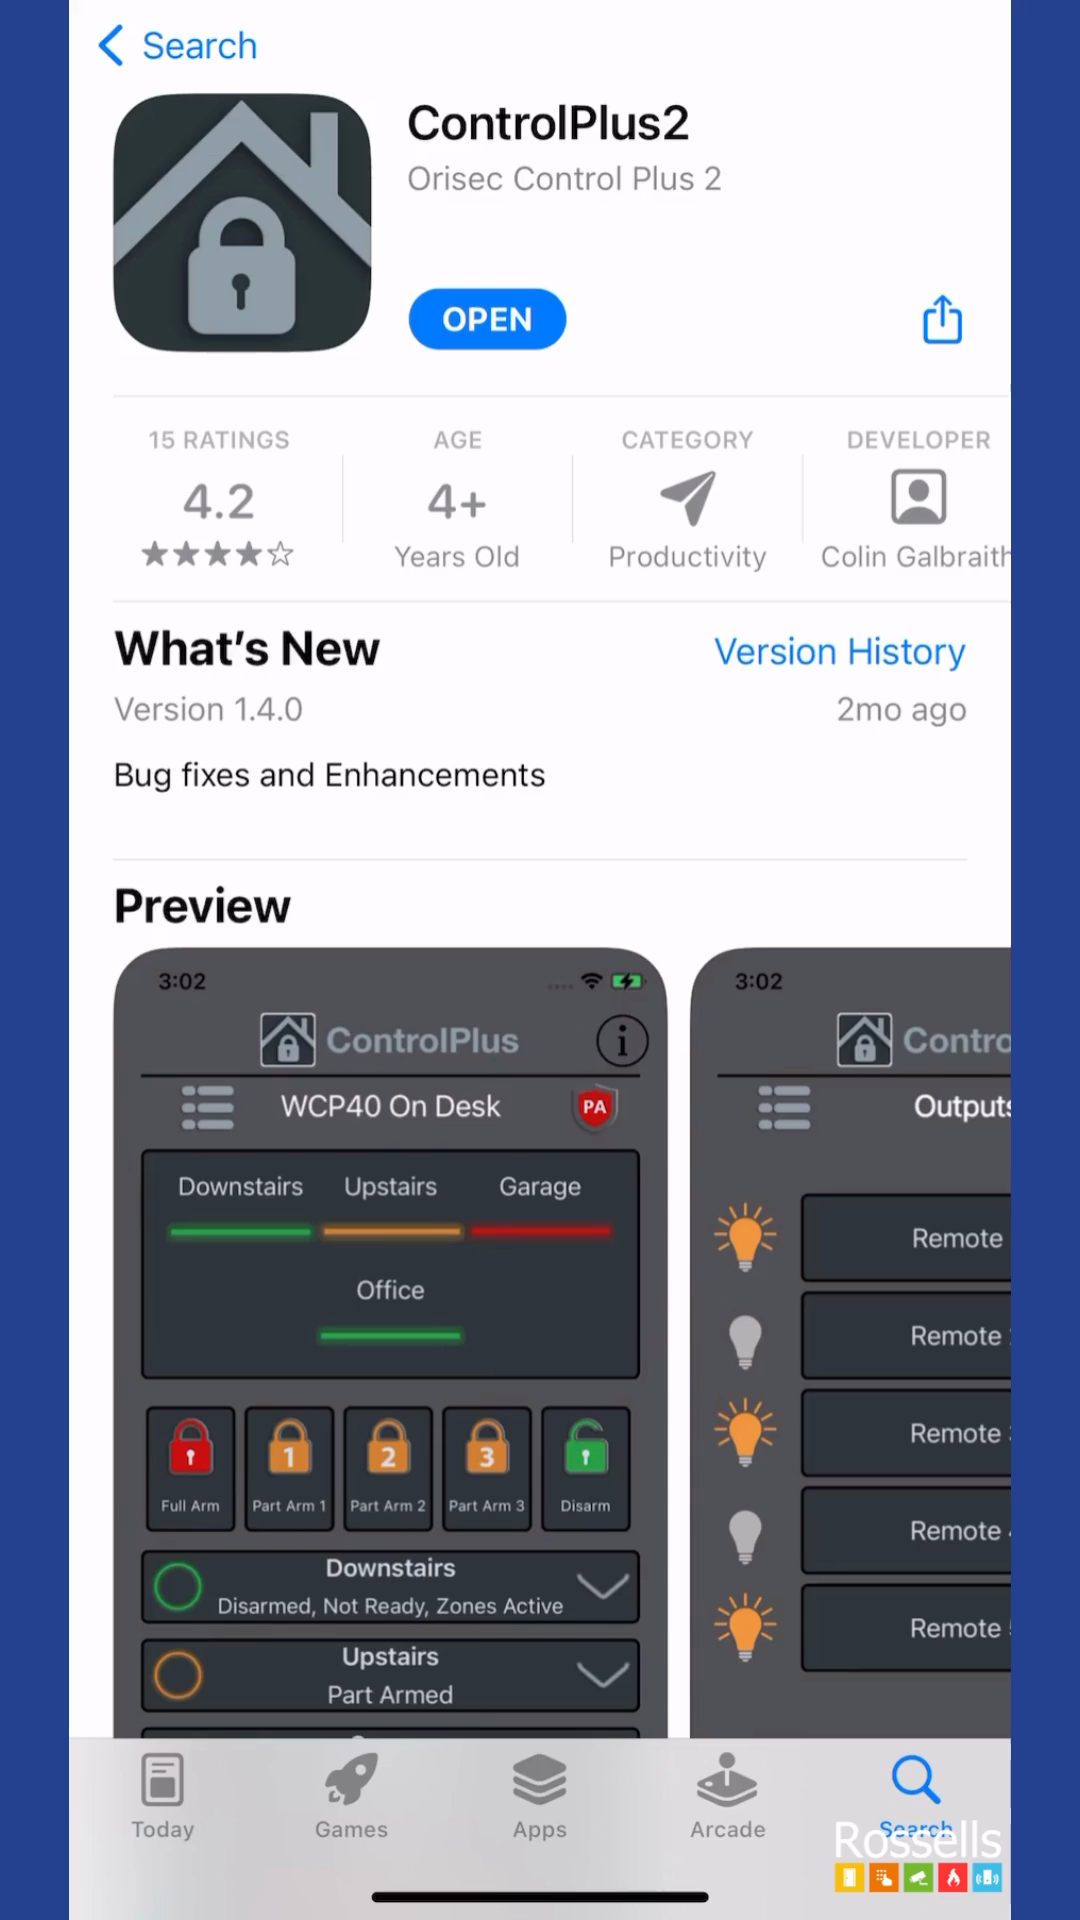 Search
ControlPlus2
Orisec Control Plus 2
OPEN
15 RATINGS
4.2
AGE
4+
Years Old
CATEGORY
Productivity
DEVELOPER
Colin Galbraith
What's New
Version History
Version 1.4.0
2mo ago
Bug fixes and Enhancements
Preview
3:02
ControlPlus
WCP40 On Desk
PA
Downstairs
Upstairs
Garage
Office
Full Arm
1
Part Arm 1
2
Part Arm 2
3
Part Arm 3
Disarm
Downstairs
Disarmed, Not Ready, Zones Active
Upstairs
Part Armed
3:02
Contro
Outputs
Remote
Remote
Remote
Remote
Remote
Today
Games
Apps
Arcade
Search
Rossells